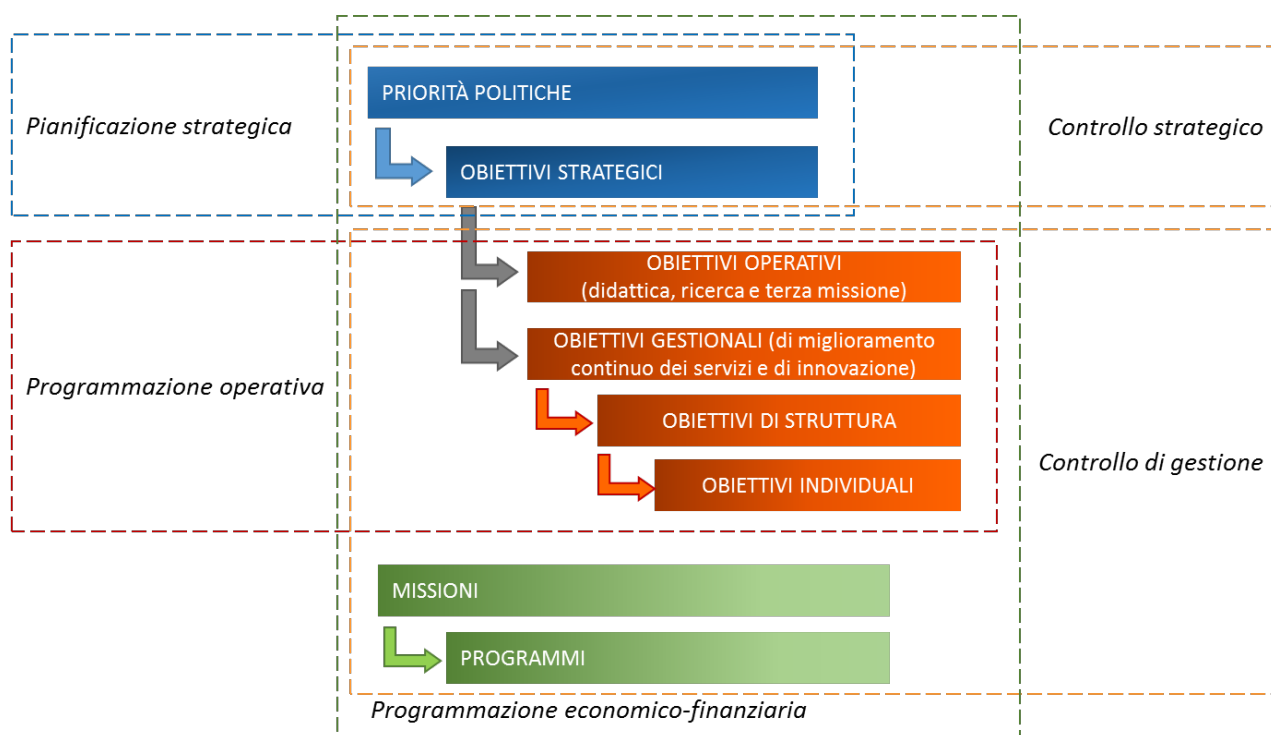 PRIORITÀ POLITICHE
Pianificazione strategica
Controllo strategico
OBIETTIVI STRATEGICI
OBIETTIVI OPERATIVI
(didattica, ricerca e terza missione)
OBIETTIVI GESTIONALI (di miglioramento
continuo dei servizi e di innovazione)
Programmazione operativa
OBIETTIVI DI STRUTTURA
Controllo di gestione
OBIETTIVI INDIVIDUALI
MISSIONI
PROGRAMMI
Programmazione economico-finanziaria